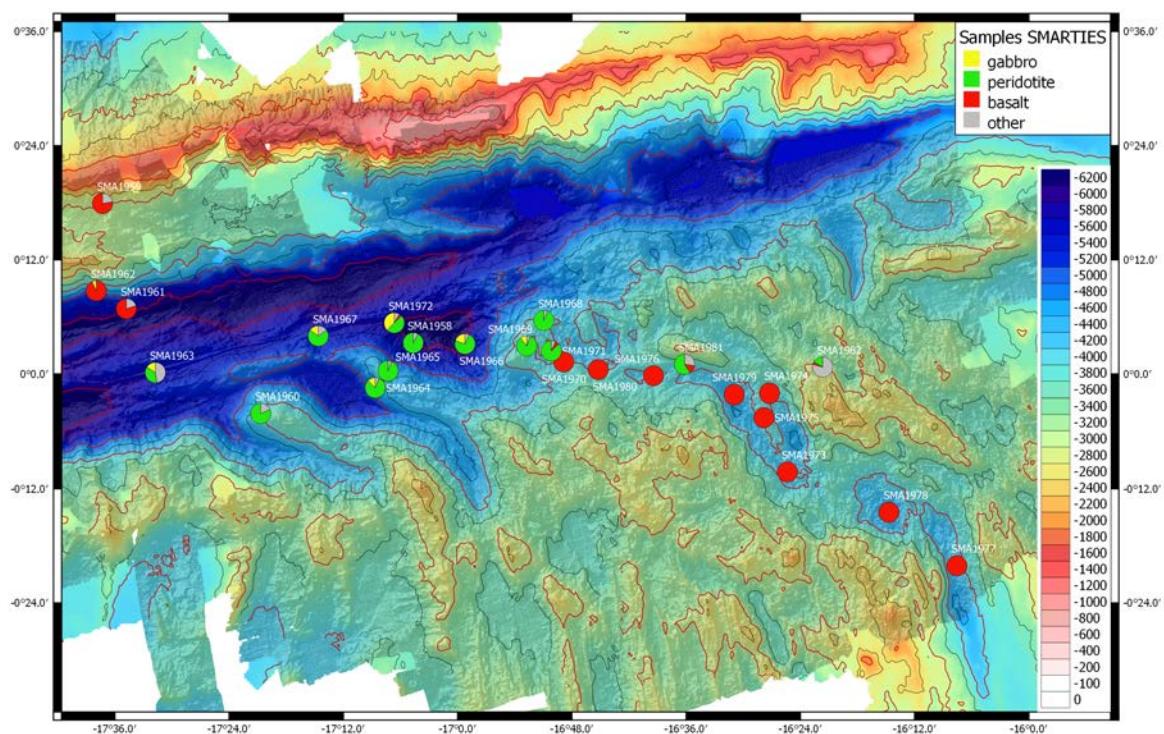 0°36.0'
0°36.0'
Samples SMARTIES
gabbro
peridotite
basalt
other
0°24.0'
0°24.0'
-6200
-6000
-5800
-5600
-5400
-5200
-5000
-4800
-4600
-4400
-4200
-4000
-3800
-3600
-3400
-3200
-3000
-2800
-2600
-2400
-2200
-2000
-1800
-1600
-1400
-1200
-1000
-800
-600
-400
-200
-100
0
SMA1959
0°12.0'
0°12.0'
SMA1962
SMA1961
SMA1967
SMA1972
SMA1958
SMA1968
SMA1969
SMA1966
SMA1963
SMA1965
SMA1971
SMA1976
SMA1981
SMA1982
0°0.0'
0°0.0'
SMA1964
SMA1970
SMA1980
SMA1979
SMA1974
SMA1960
SMA1975
SMA1973
-0°12.0'
-0°12.0'
SMA1978
SMA1977
-0°24.0'
-0°24.0'
-17°36.0'
-17°24.0'
-17°12.0'
-17°0.0'
-16°48.0'
-16°36.0'
-16°24.0'
-16°12.0'
-16°0.0'